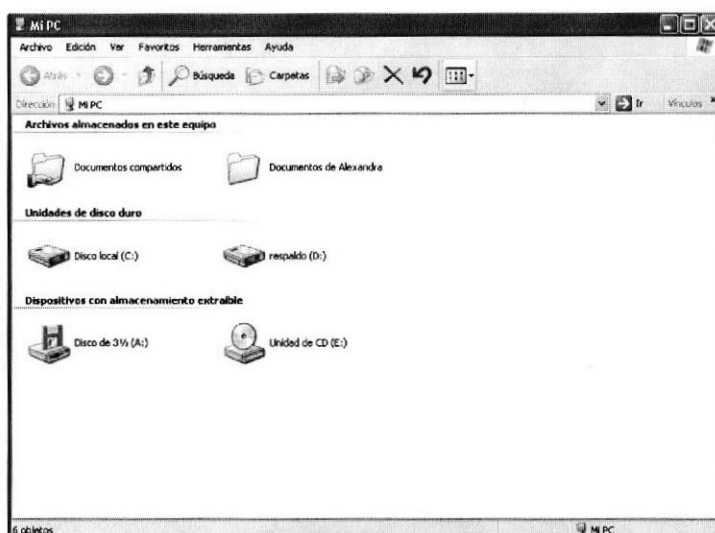 Mi PC
Archivo Edición Ver Favoritos Herramientas Ayuda
Atrás Búsqueda Carpetas
Dirección Mi PC Ir Vínculos »
Archivos almacenados en este equipo
Documentos compartidos Documentos de Alexandra
Unidades de disco duro
Disco local (C:) respaldo (D:)
Dispositivos con almacenamiento extraíble
Disco de 3½ (A:) Unidad de CD (E:)
6 objetos Mi PC